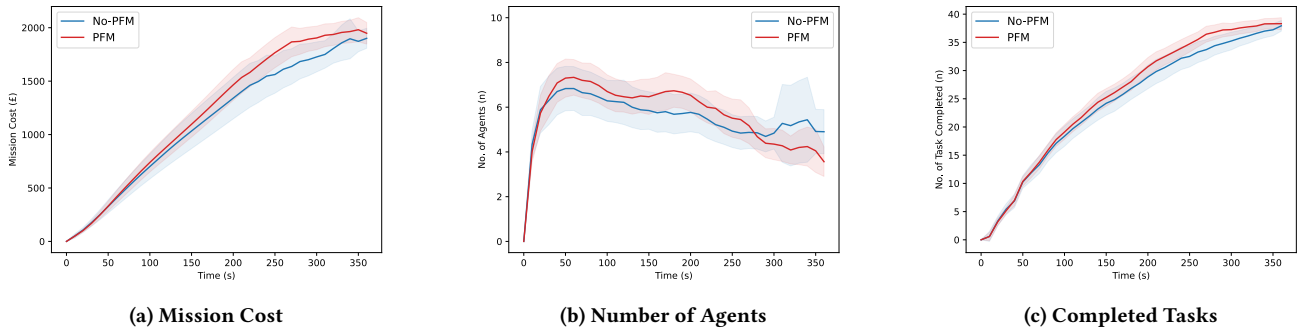 No-PFM
PFM
2000
1500
1000
500
0
Mission Cost (£)
0 50 100 150 200 250 300 350
Time (s)
(a) Mission Cost
No-PFM
PFM
10
8
6
4
2
0
No. of Agents (n)
0 50 100 150 200 250 300 350
Time (s)
(b) Number of Agents
No-PFM
PFM
40
35
30
25
20
15
10
5
0
No. of Task Completed (n)
0 50 100 150 200 250 300 350
Time (s)
(c) Completed Tasks